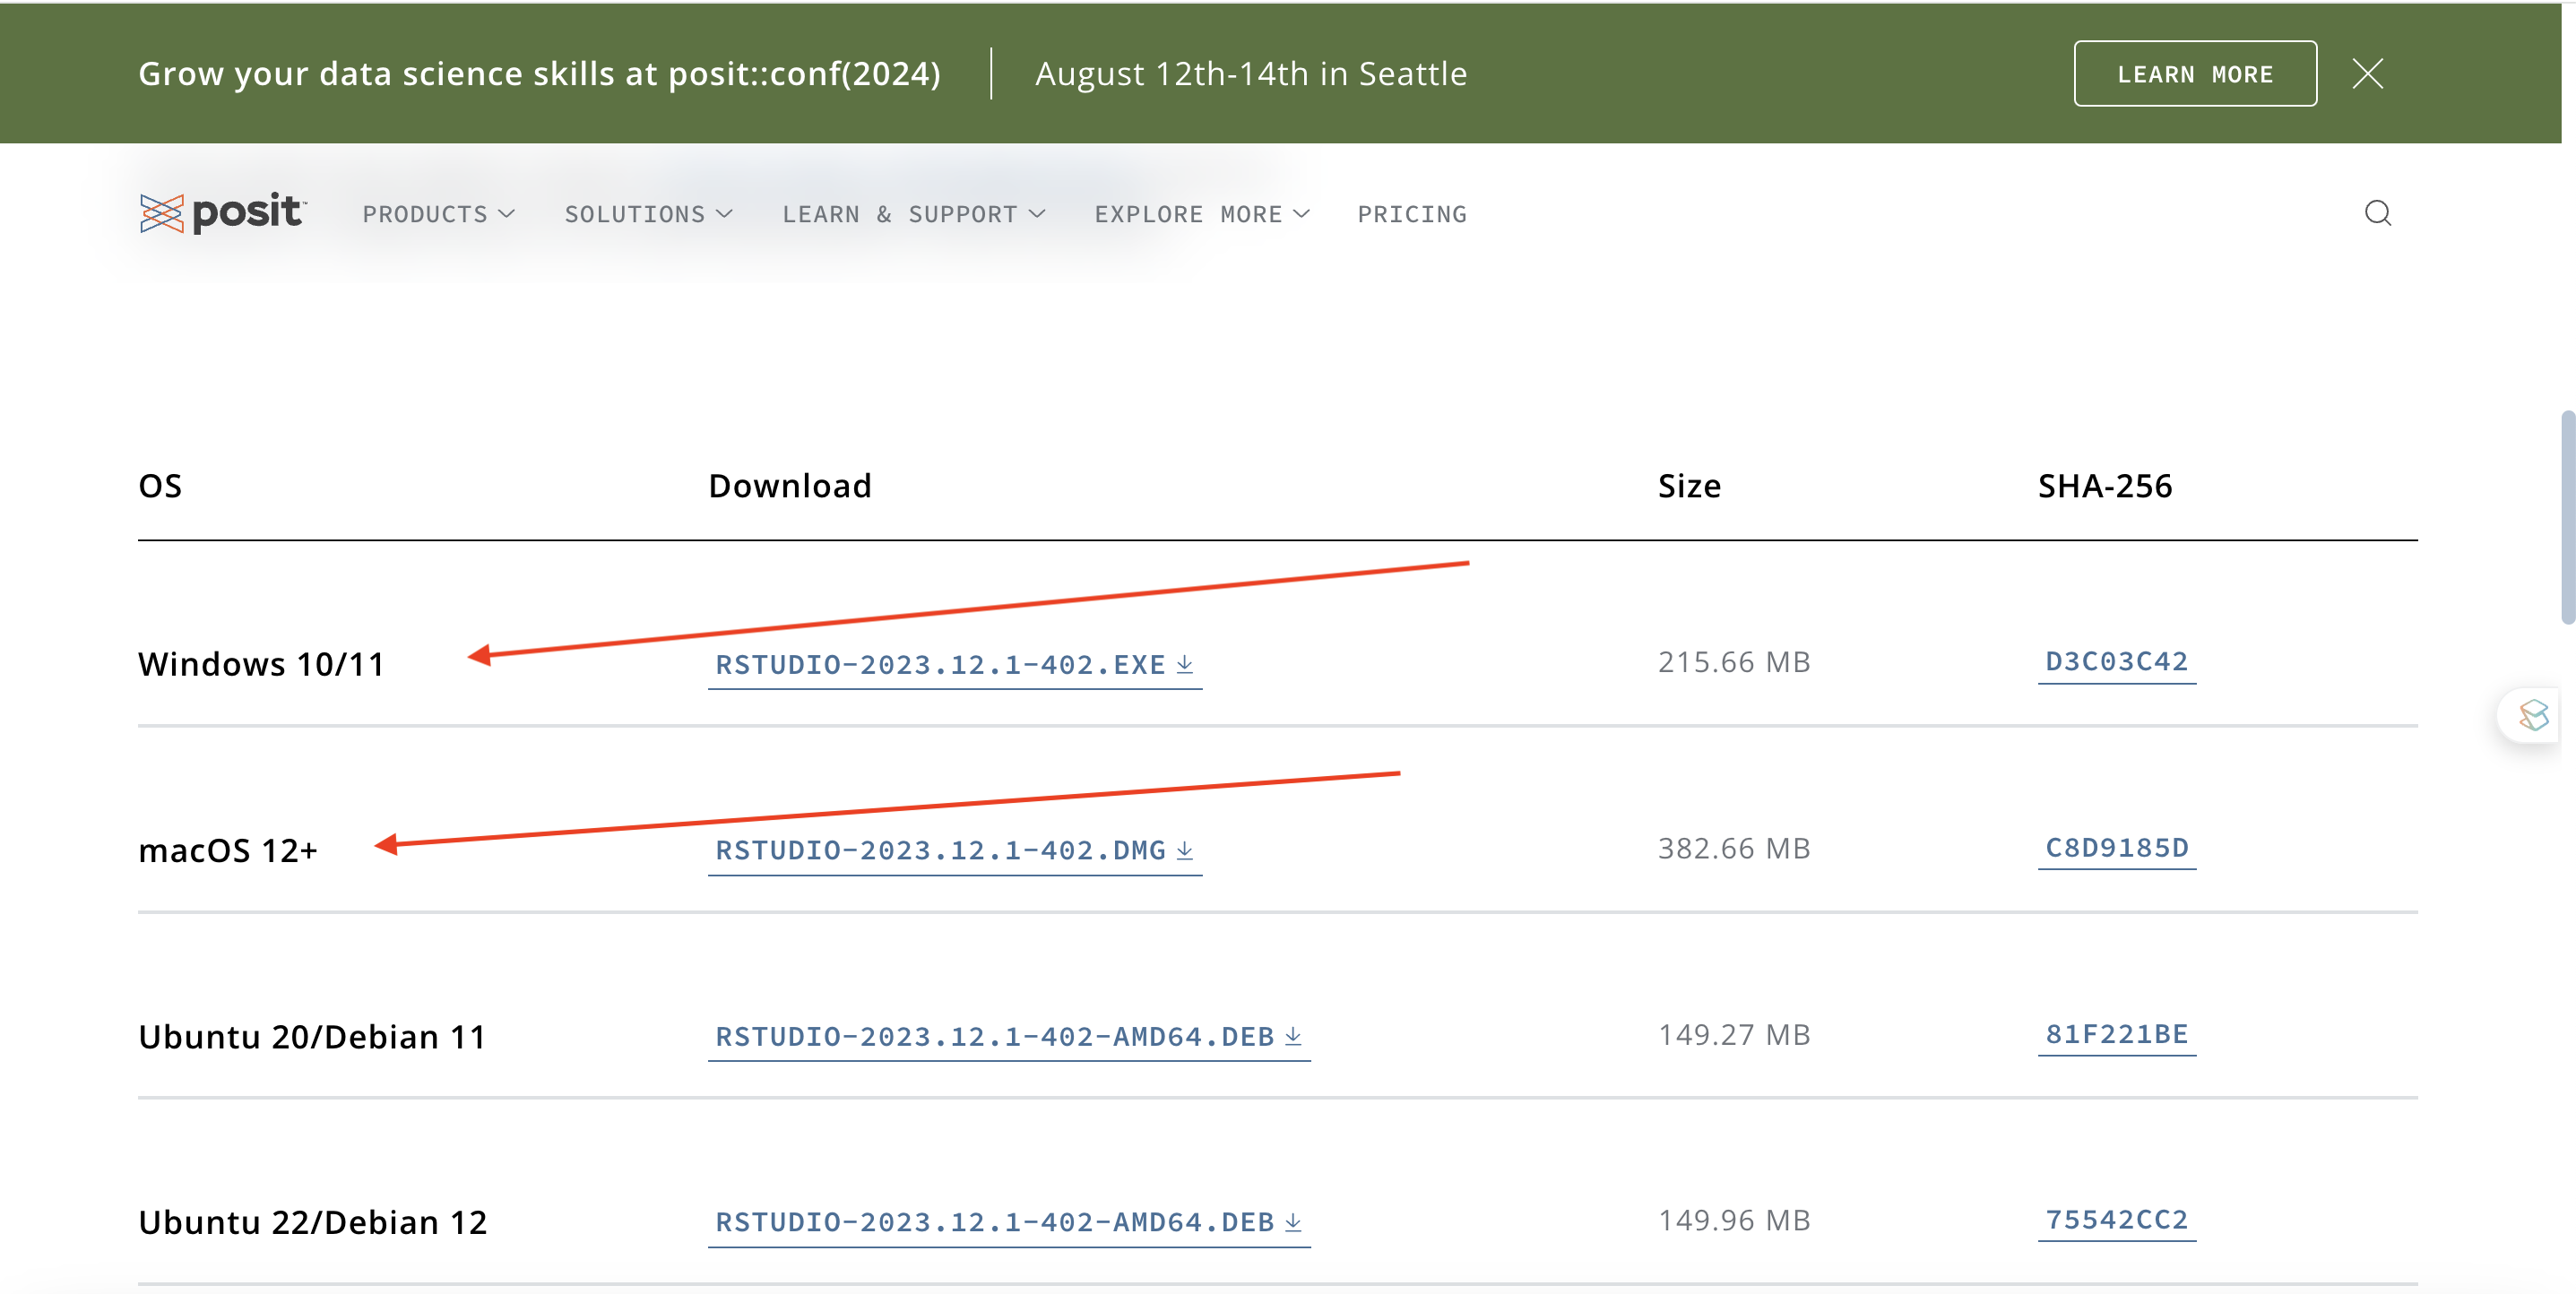 Grow your data science skills at posit::conf(2024) August 12th-14th in Seattle LEARN MORE
posit™ PRODUCTS SOLUTIONS LEARN & SUPPORT EXPLORE MORE PRICING
OS Download Size SHA-256
Windows 10/11 RSTUDIO-2023.12.1-402.EXE 215.66 MB D3C03C42
macOS 12+ RSTUDIO-2023.12.1-402.DMG 382.66 MB C8D9185D
Ubuntu 20/Debian 11 RSTUDIO-2023.12.1-402-AMD64.DEB 149.27 MB 81F221BE
Ubuntu 22/Debian 12 RSTUDIO-2023.12.1-402-AMD64.DEB 149.96 MB 75542CC2